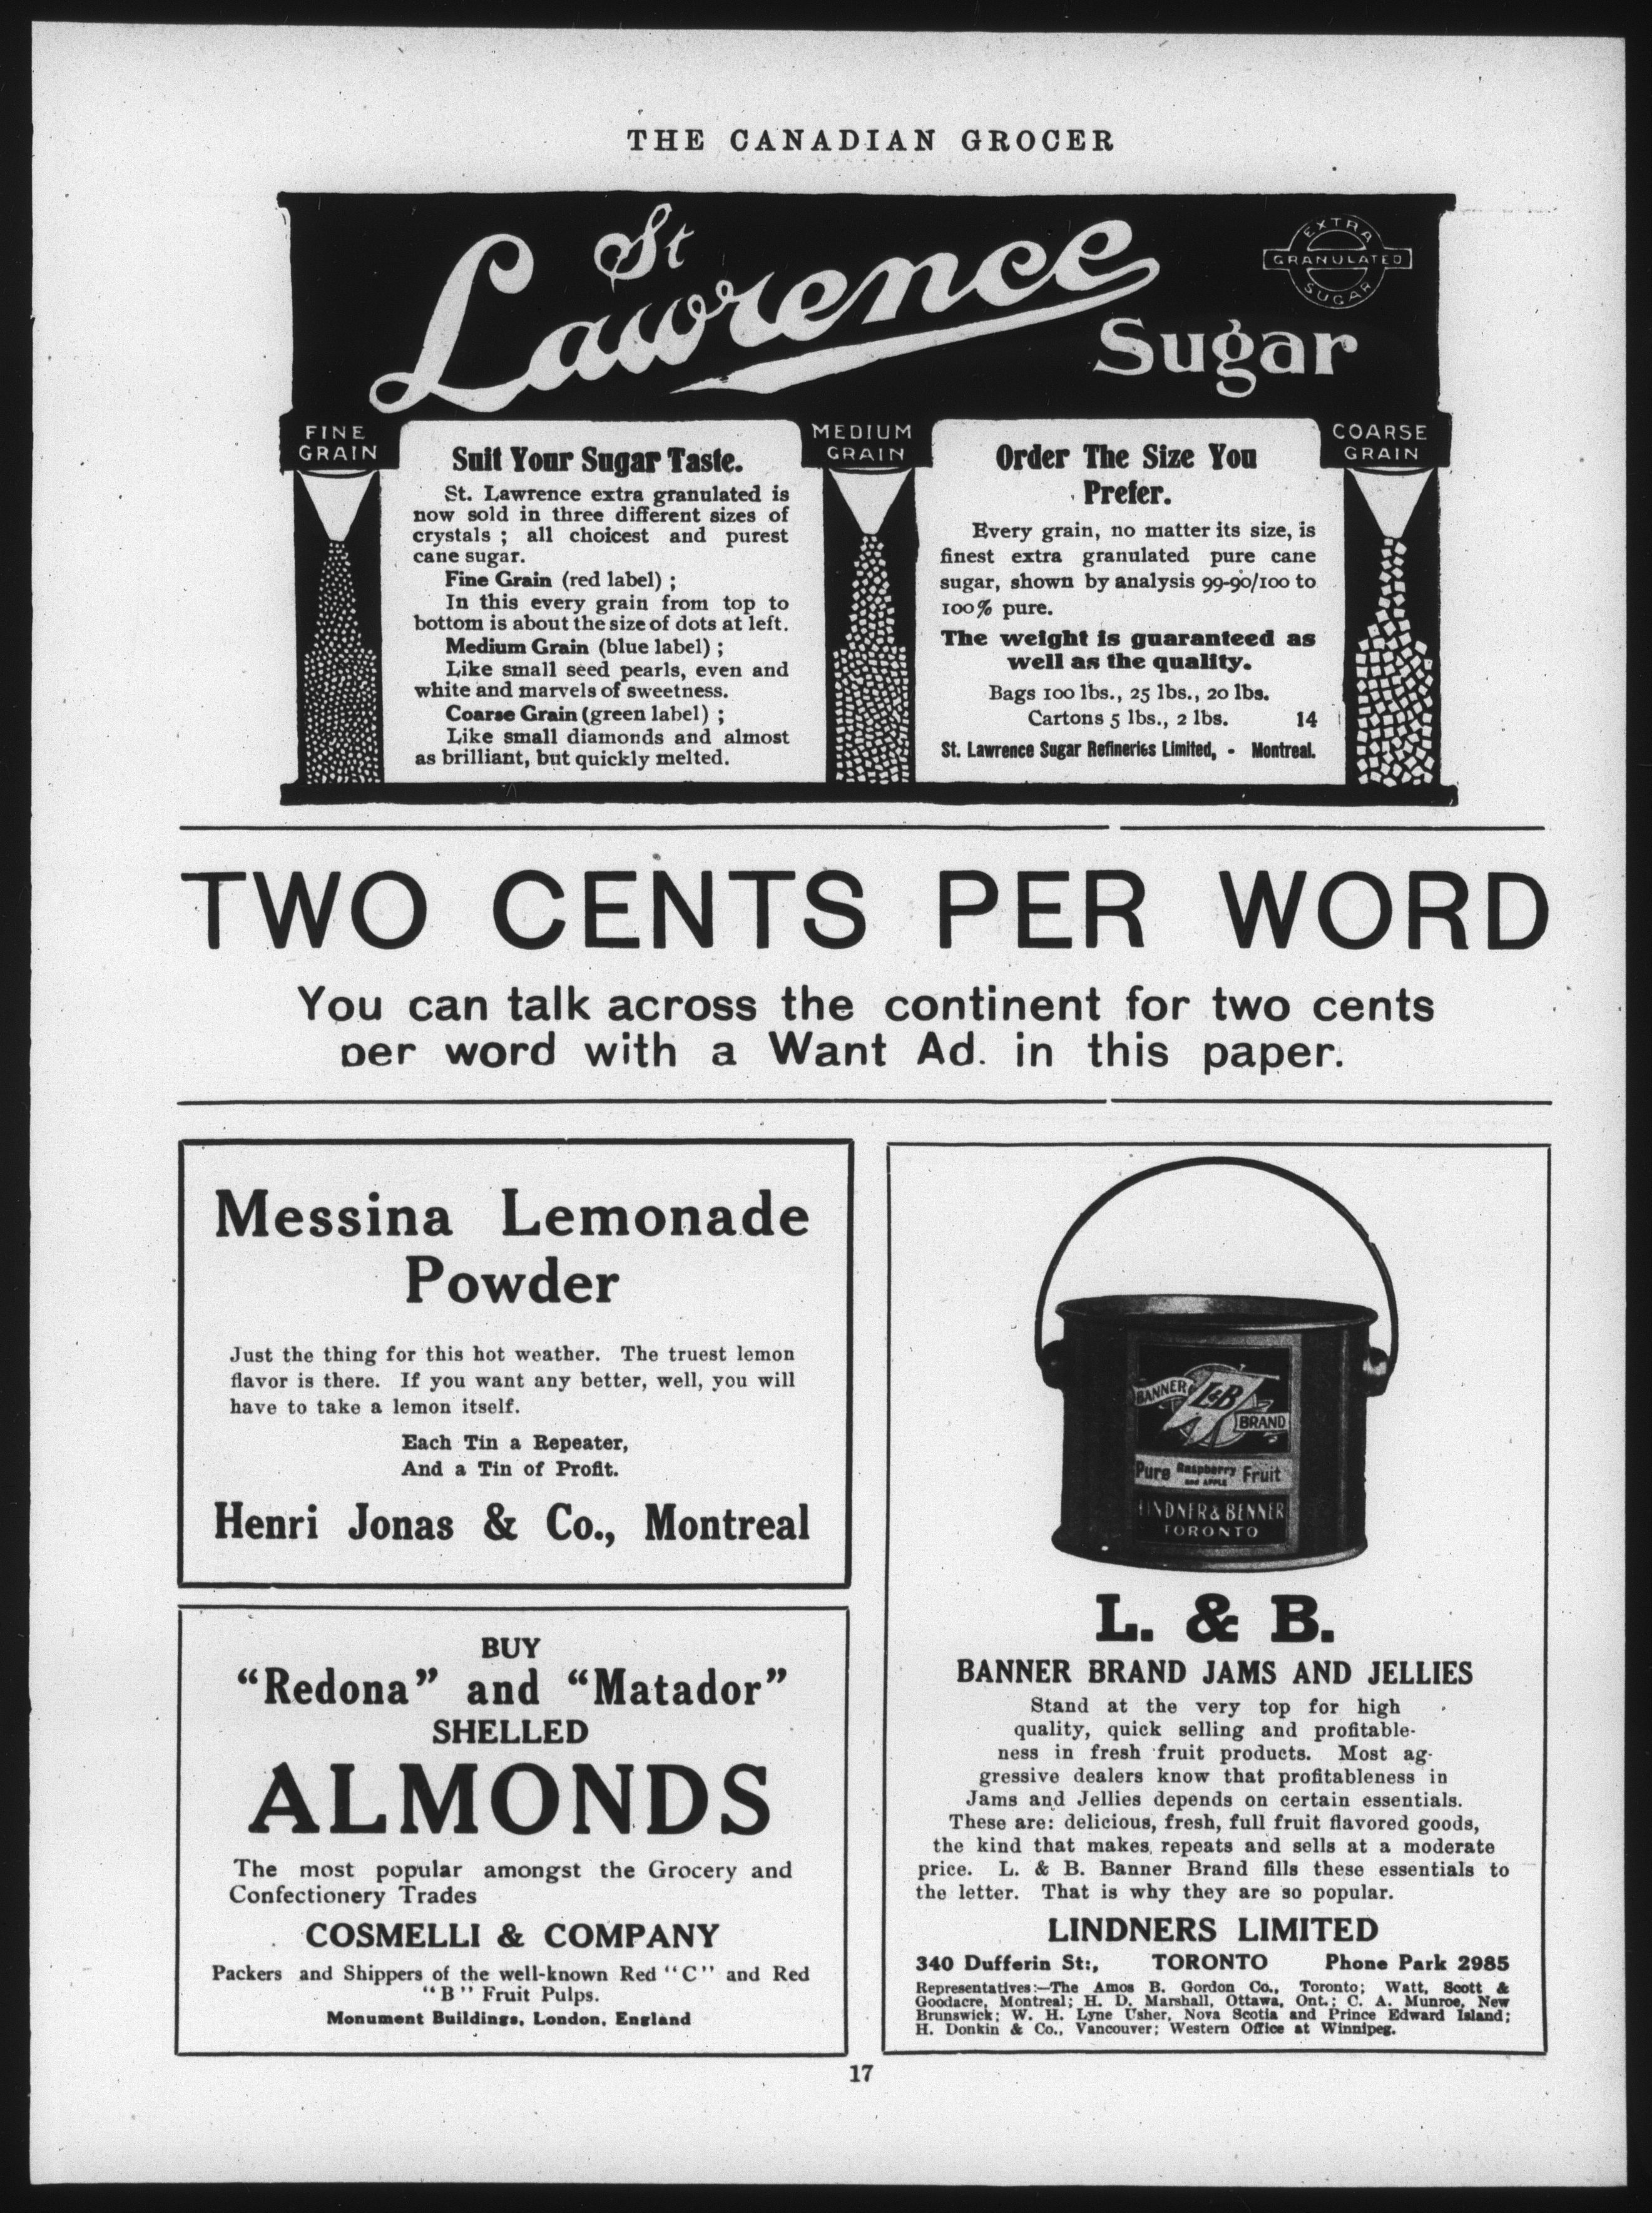 THE CANADIAN GROCER
St
Lawrence
Sugar
EXTRA
GRANULATED
SUGAR
FINE
GRAIN
Suit Your Sugar Taste.
St. Lawrence extra granulated is
now sold in three different sizes of
crystals ; all choicest and purest
cane sugar.
Fine Grain (red label) ;
In this every grain from top to
bottom is about the size of dots at left.
Medium Grain (blue label) ;
Like small seed pearls, even and
white and marvels of sweetness.
Coarse Grain (green label) ;
Like small diamonds and almost
as brilliant, but quickly melted.
MEDIUM
GRAIN
Order The Size You
Prefer.
Every grain, no matter its size, is
finest extra granulated pure cane
sugar, shown by analysis 99-90/100 to
100% pure.
The weight is guaranteed as
well as the quality.
Bags 100 lbs., 25 lbs., 20 lbs.
Cartons 5 lbs., 2 lbs. 14
St. Lawrence Sugar Refineries Limited, - Montreal.
COARSE
GRAIN
TWO CENTS PER WORD
You can talk across the continent for two cents
per word with a Want Ad. in this paper.
Messina Lemonade
Powder
Just the thing for this hot weather. The truest lemon
flavor is there. If you want any better, well, you will
have to take a lemon itself.
Each Tin a Repeater,
And a Tin of Profit.
Henri Jonas & Co., Montreal
BUY
"Redona" and "Matador"
SHELLED
ALMONDS
The most popular amongst the Grocery and
Confectionery Trades
COSMELLI & COMPANY
Packers and Shippers of the well-known Red "C" and Red
"B" Fruit Pulps.
Monument Buildings, London, England
BANNER
L&B
BRAND
Pure Raspberry and APPLE Fruit
LINDNER & BENNER
TORONTO
L. & B.
BANNER BRAND JAMS AND JELLIES
Stand at the very top for high
quality, quick selling and profitable-
ness in fresh fruit products. Most ag-
gressive dealers know that profitableness in
Jams and Jellies depends on certain essentials.
These are: delicious, fresh, full fruit flavored goods,
the kind that makes repeats and sells at a moderate
price. L. & B. Banner Brand fills these essentials to
the letter. That is why they are so popular.
LINDNERS LIMITED
340 Dufferin St:, TORONTO Phone Park 2985
Representatives:—The Amos B. Gordon Co., Toronto; Watt, Scott &
Goodacre, Montreal; H. D. Marshall, Ottawa, Ont.; C. A. Munroe, New
Brunswick; W. H. Lyne Usher, Nova Scotia and Prince Edward Island;
H. Donkin & Co., Vancouver; Western Office at Winnipeg.
17